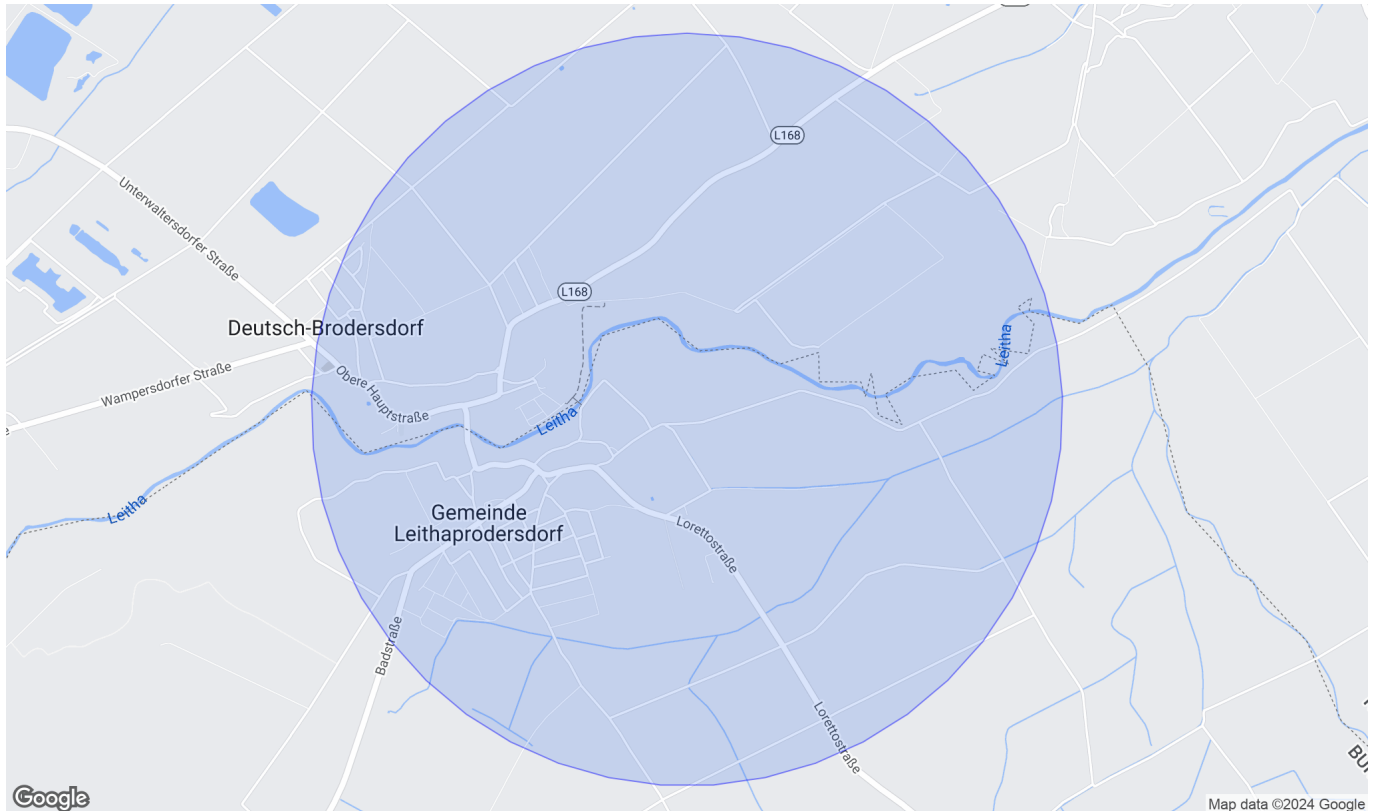 L168
Unterwaltersdorfer Straße
L168
Deutsch-Brodersdorf
Leitha
Wampersdorfer Straße
Obere Hauptstraße
Leitha
Leitha
Gemeinde
Leithaprodersdorf
Lorettostraße
Badstraße
Lorettostraße
Google
Map data ©2024 Google